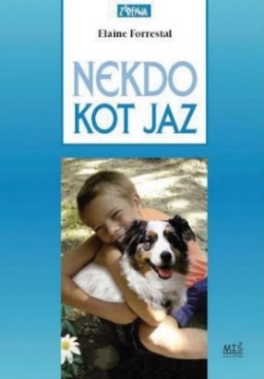 Elaine Forrestal
NEKDO
KOT JAZ
MIŠ